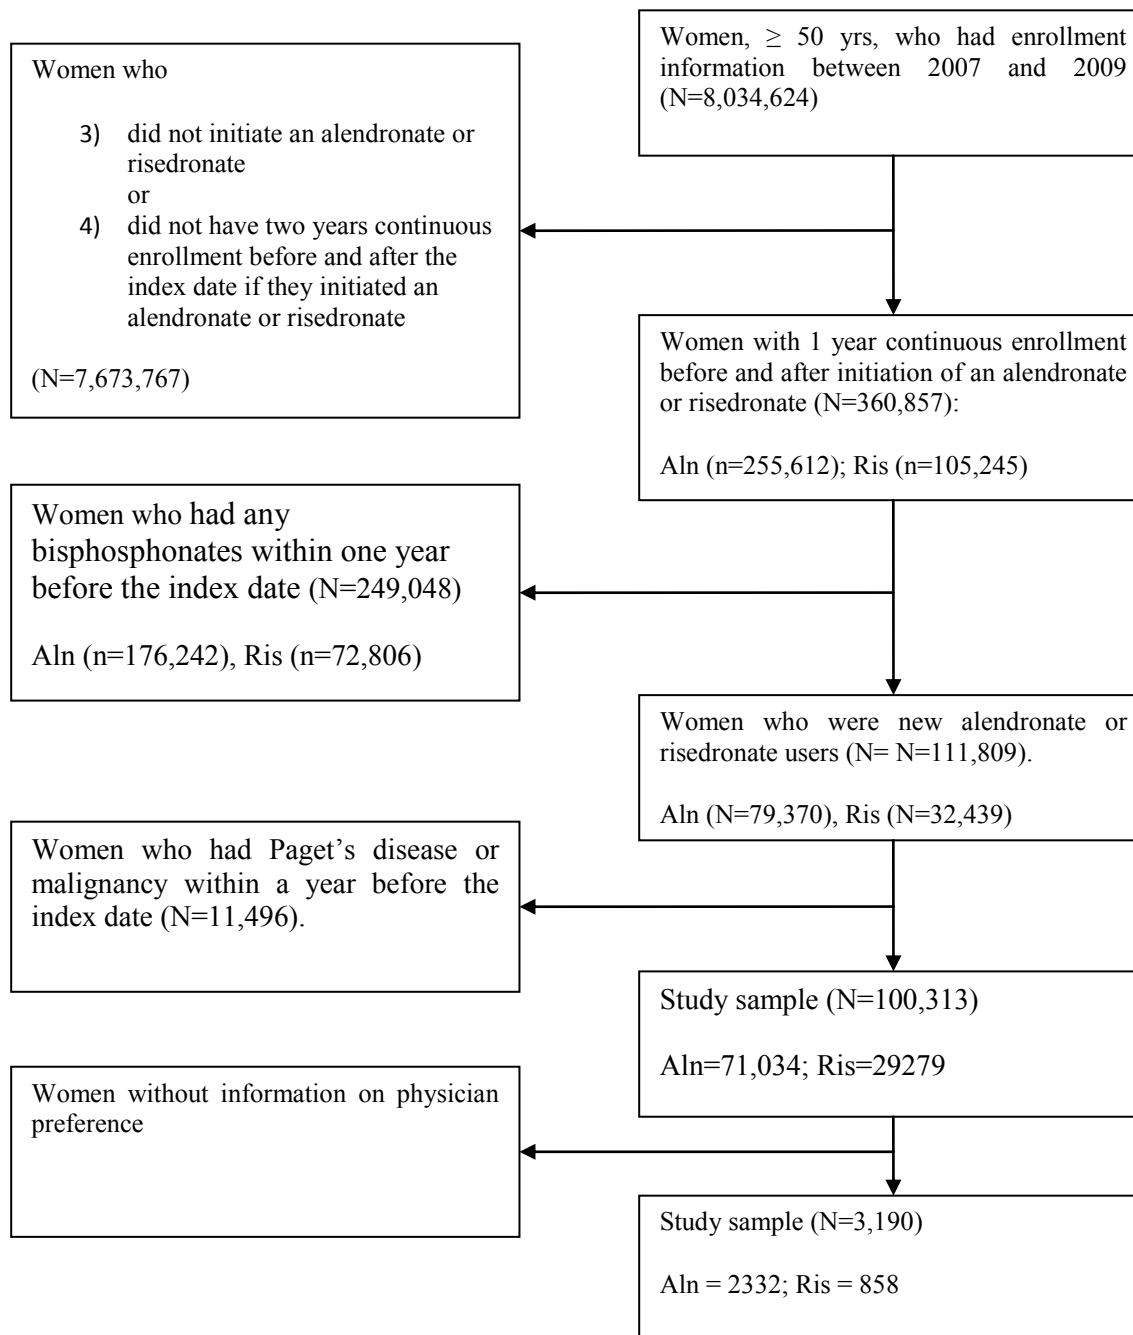 Women, ≥ 50 yrs, who had enrollment
information between 2007 and 2009
(N=8,034,624)
Women who
3) did not initiate an alendronate or
risedronate
or
4) did not have two years continuous
enrollment before and after the
index date if they initiated an
alendronate or risedronate
(N=7,673,767)
Women with 1 year continuous enrollment
before and after initiation of an alendronate
or risedronate (N=360,857):
Aln (n=255,612); Ris (n=105,245)
Women who had any
bisphosphonates within one year
before the index date (N=249,048)
Aln (n=176,242), Ris (n=72,806)
Women who were new alendronate or
risedronate users (N= N=111,809).
Aln (N=79,370), Ris (N=32,439)
Women who had Paget’s disease or
malignancy within a year before the
index date (N=11,496).
Study sample (N=100,313)
Aln=71,034; Ris=29279
Women without information on physician
preference
Study sample (N=3,190)
Aln = 2332; Ris = 858